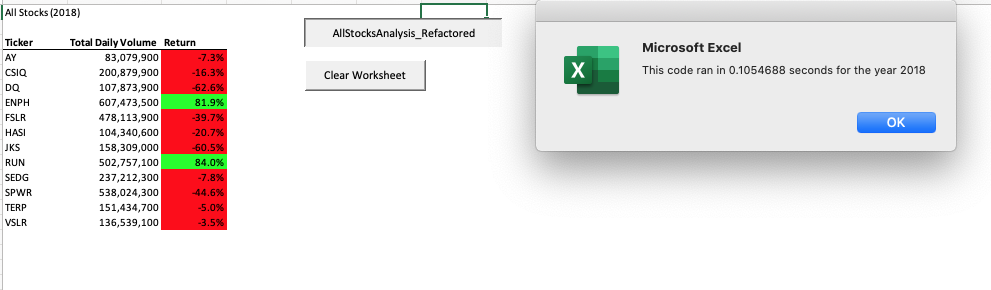 All Stocks (2018)
Ticker Total Daily Volume Return
AY 83,079,900 -7.3%
CSIQ 200,879,900 -16.3%
DQ 107,873,900 -62.6%
ENPH 607,473,500 81.9%
FSLR 478,113,900 -39.7%
HASI 104,340,600 -20.7%
JKS 158,309,000 -60.5%
RUN 502,757,100 84.0%
SEDG 237,212,300 -7.8%
SPWR 538,024,300 -44.6%
TERP 151,434,700 -5.0%
VSLR 136,539,100 -3.5%
AllStocksAnalysis_Refactored
Clear Worksheet
X
Microsoft Excel
This code ran in 0.1054688 seconds for the year 2018
OK